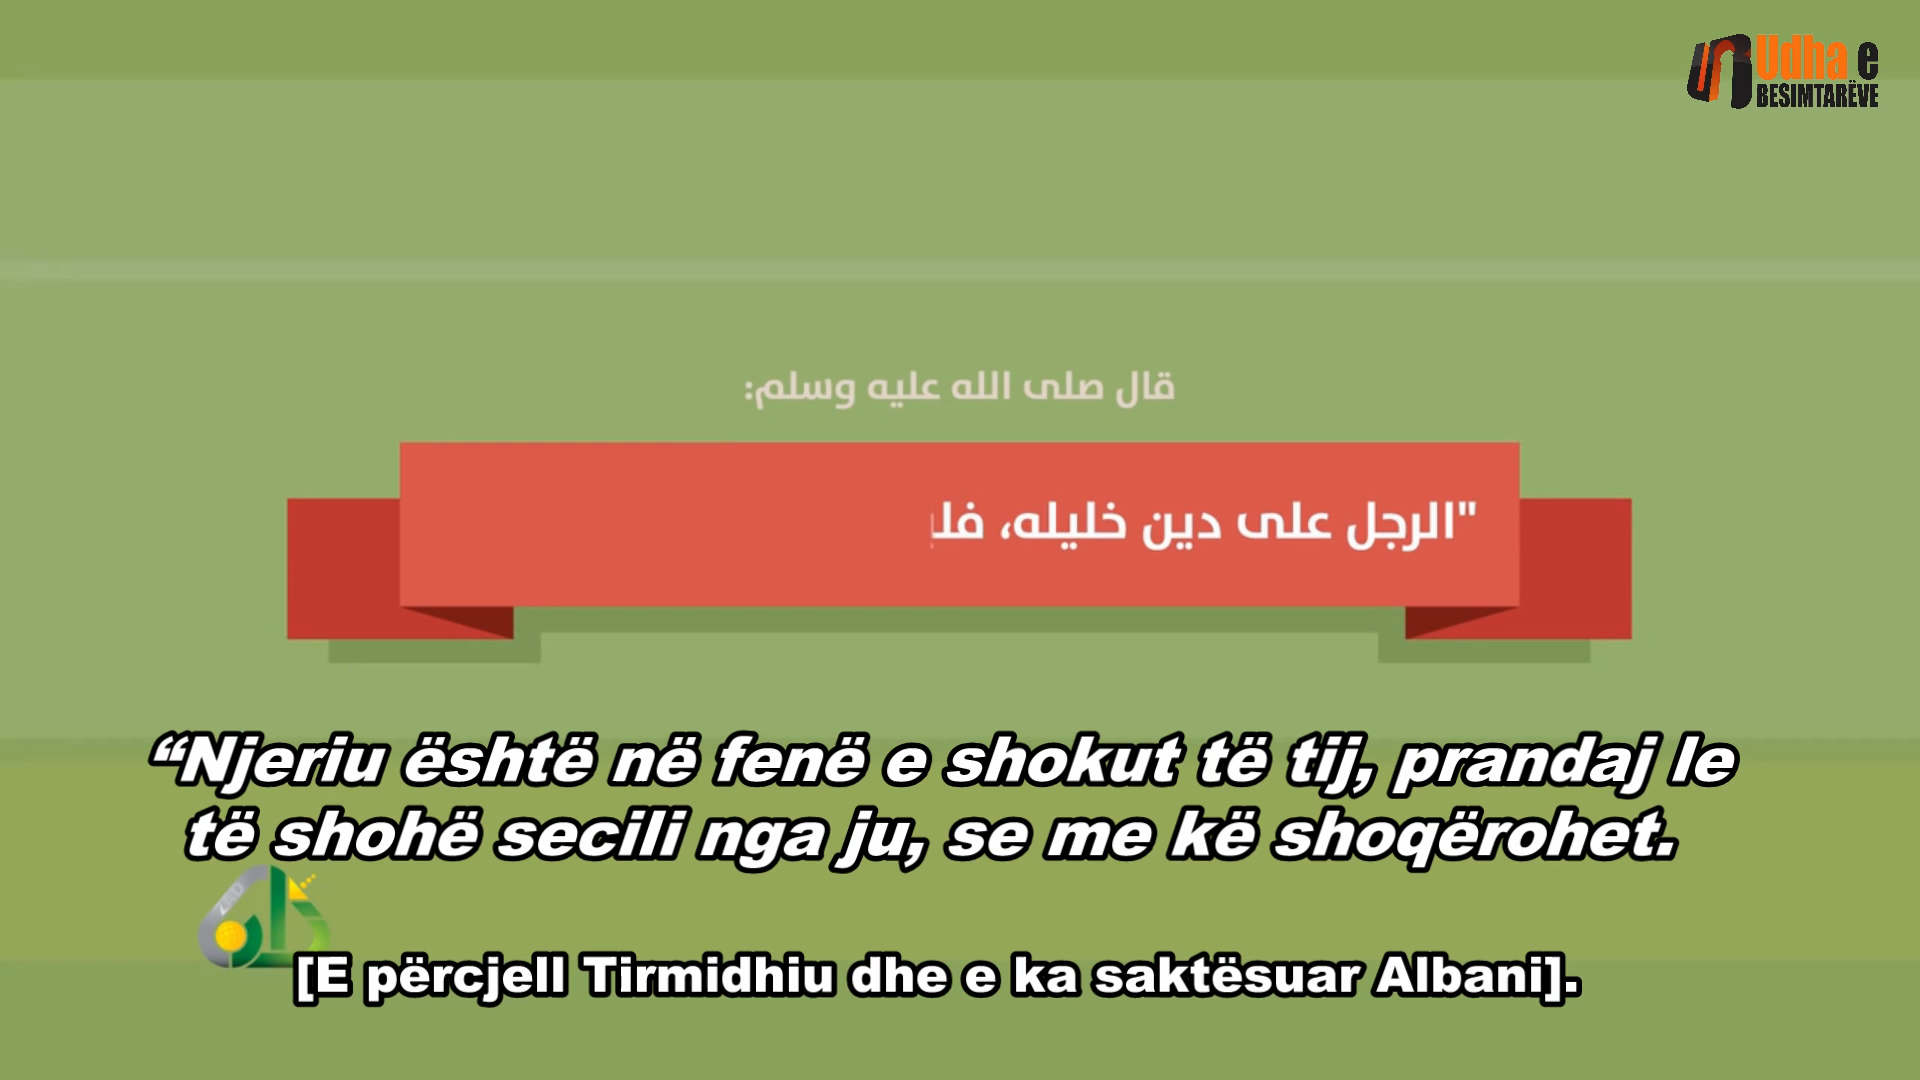 Udha e
BESIMTARËVE
قال صلى الله عليه وسلم:
"الرجل على دين خليله،
“Njeriu është në fenë e shokut të tij, prandaj le
të shohë secili nga ju, se me kë shoqërohet.
ZAD
[E përcjell Tirmidhiu dhe e ka saktësuar Albani].